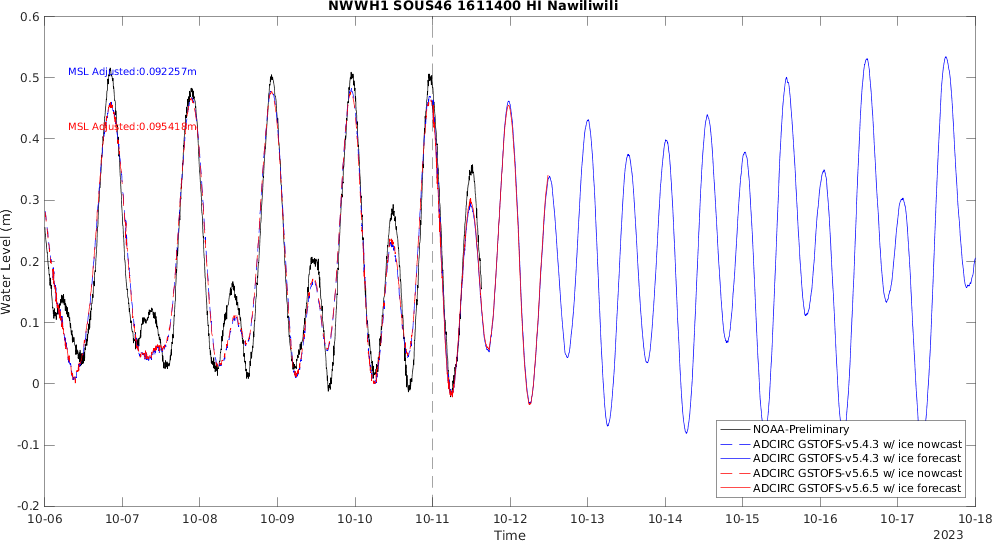 NWWH1 SOUS46 1611400 HI Nawiliwili
Water Level (m)
0.6
0.5
0.4
0.3
0.2
0.1
0
-0.1
-0.2
MSL Adjusted:0.092257m
MSL Adjusted:0.095418m
NOAA-Preliminary
ADCIRC GSTOFS-v5.4.3 w/ ice nowcast
ADCIRC GSTOFS-v5.4.3 w/ ice forecast
ADCIRC GSTOFS-v5.6.5 w/ ice nowcast
ADCIRC GSTOFS-v5.6.5 w/ ice forecast
10-06 10-07 10-08 10-09 10-10 10-11 10-12 10-13 10-14 10-15 10-16 10-17 10-18
Time
2023